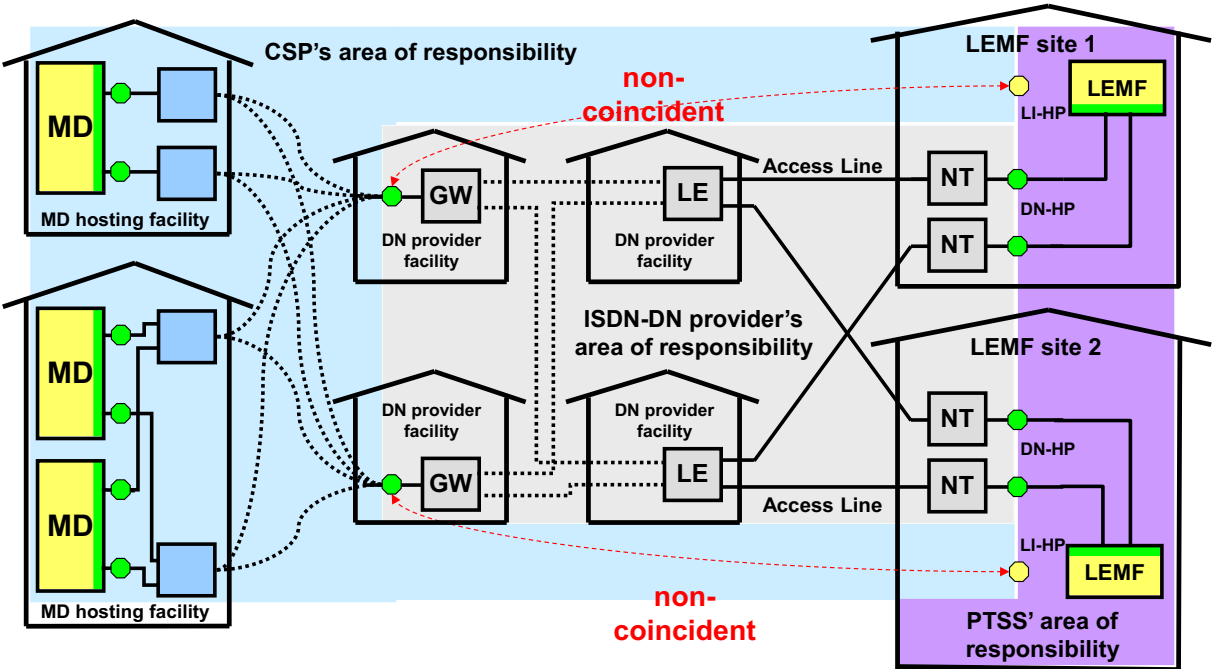 CSP's area of responsibility
LEMF site 1
non-
coincident
LEMF
LI-HP
MD
MD hosting facility
Access Line
NT
DN-HP
GW
LE
NT
DN provider
facility
DN provider
facility
ISDN-DN provider's
area of responsibility
LEMF site 2
MD
DN provider
facility
DN provider
facility
NT
DN-HP
MD
GW
LE
NT
Access Line
LI-HP
LEMF
MD hosting facility
non-
coincident
PTSS' area of
responsibility